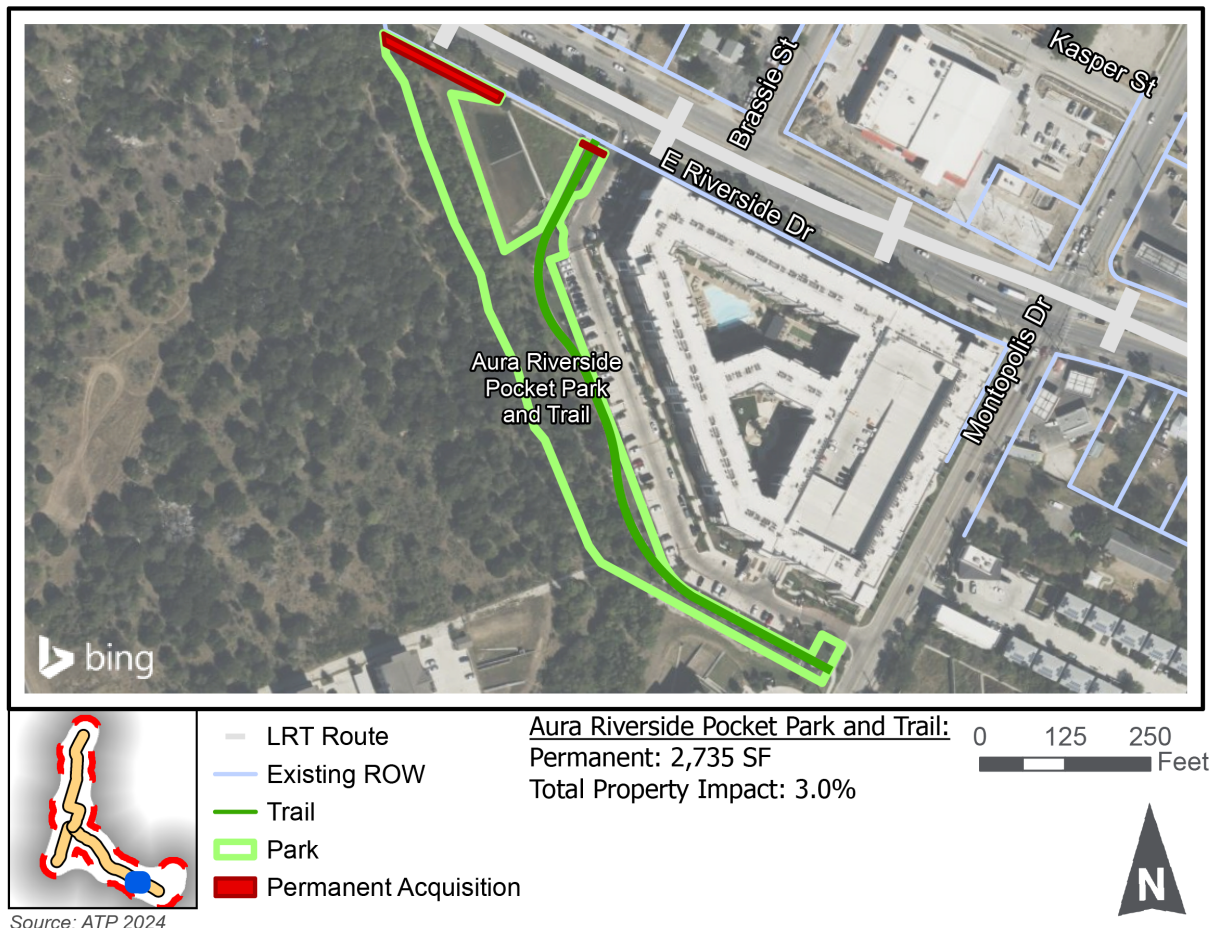 Kasper St
Brassie St
E Riverside Dr
Montopolis Dr
Aura Riverside
Pocket Park
and Trail
bing
LRT Route
Existing ROW
Trail
Park
Permanent Acquisition
Aura Riverside Pocket Park and Trail:
Permanent: 2,735 SF
Total Property Impact: 3.0%
0 125 250
Feet
N
Source: ATP 2024